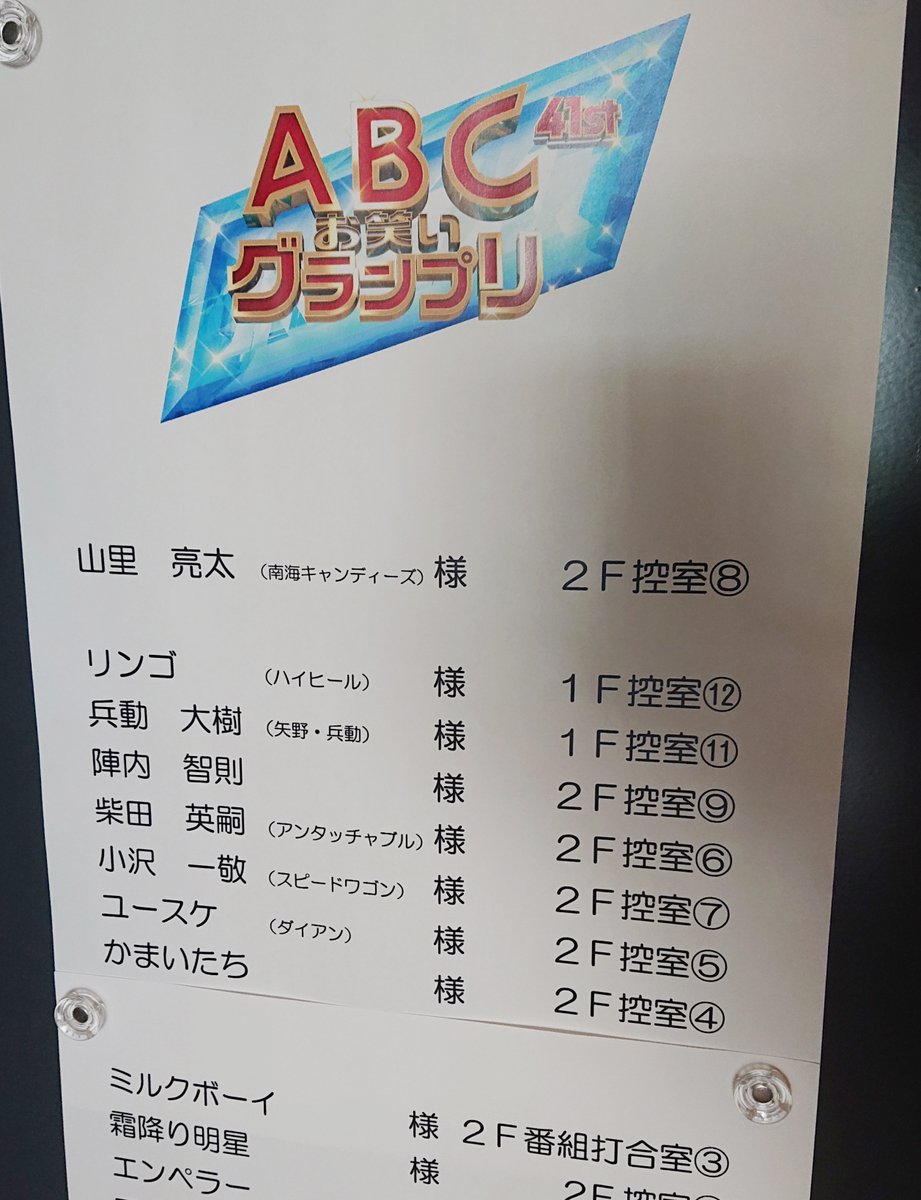 ABC 41st
お笑い
グランプリ
山里 亮太 （南海キャンディーズ） 様 2F控室⑧
リンゴ （ハイヒール） 様 1F控室⑫
兵動 大樹 （矢野・兵動） 様 1F控室⑪
陣内 智則 様 2F控室⑨
柴田 英嗣 （アンタッチャブル） 様 2F控室⑥
小沢 一敬 （スピードワゴン） 様 2F控室⑦
ユースケ （ダイアン） 様 2F控室⑤
かまいたち 様 2F控室④
ミルクボーイ 様 2F番組打合室③
霜降り明星 様 2F控室
エンペラー